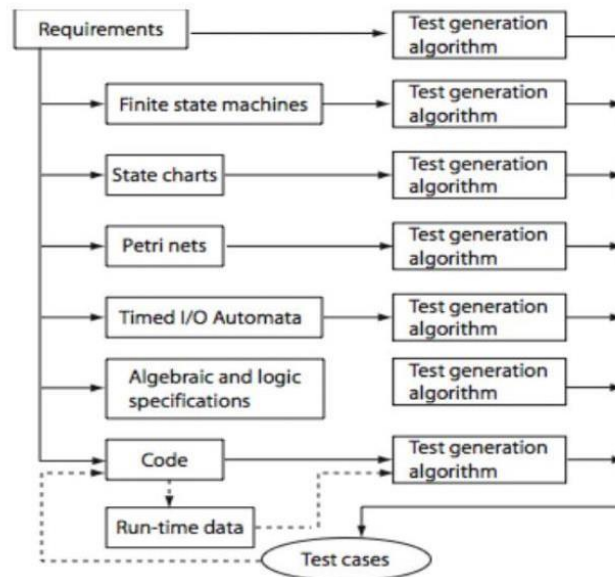 Requirements
Test generation
algorithm
Finite state machines
Test generation
algorithm
State charts
Test generation
algorithm
Petri nets
Test generation
algorithm
Timed I/O Automata
Test generation
algorithm
Algebraic and logic
specifications
Test generation
algorithm
Code
Test generation
algorithm
Run-time data
Test cases